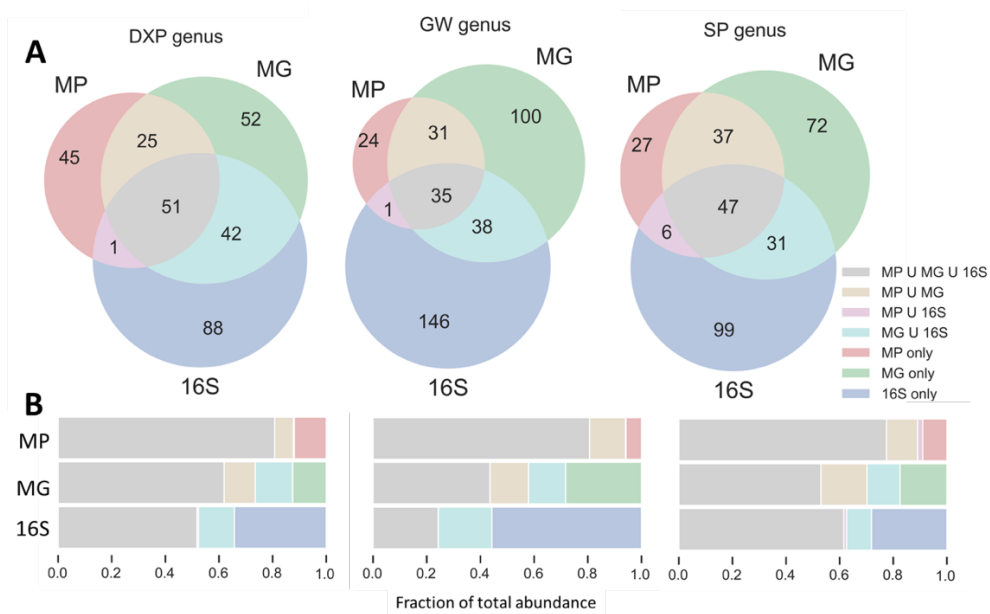 A
DXP genus
GW genus
SP genus
MP
MG
MP
MG
MP
MG
45
25
52
51
1
42
88
16S
24
31
100
35
1
38
146
16S
27
37
72
47
6
31
99
16S
MP U MG U 16S
MP U MG
MP U 16S
MG U 16S
MP only
MG only
16S only
B
MP
MG
16S
0.0 0.2 0.4 0.6 0.8 1.0
0.0 0.2 0.4 0.6 0.8 1.0
0.0 0.2 0.4 0.6 0.8 1.0
Fraction of total abundance